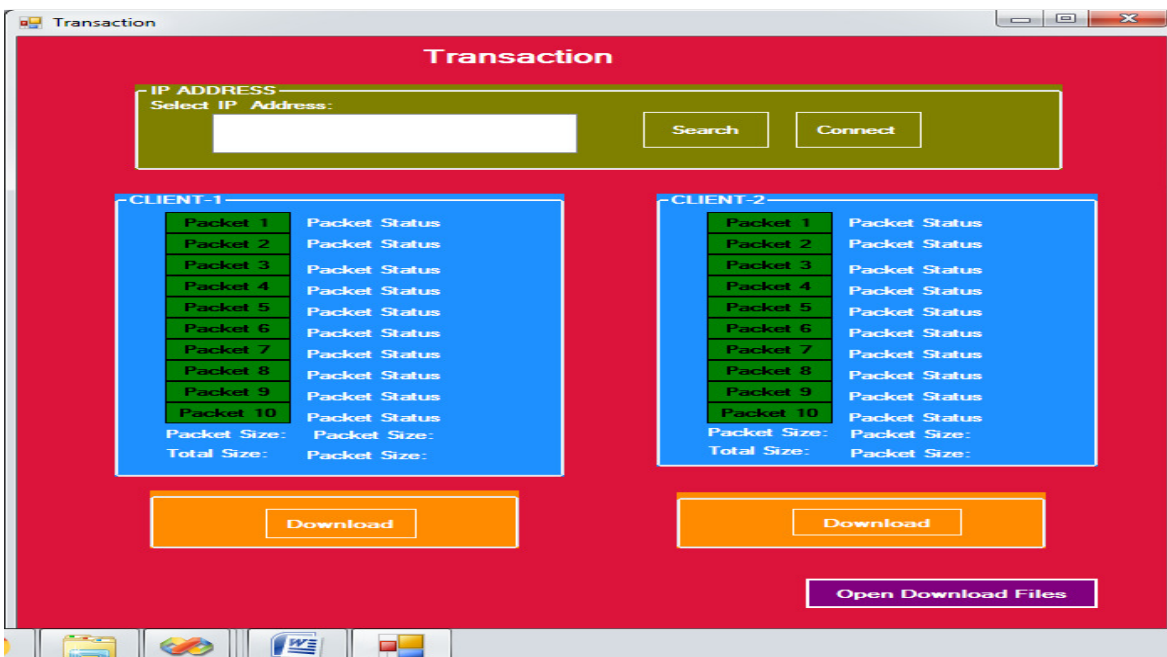 Transaction
Transaction
IP ADDRESS
Select IP Address:
Search
Connect
CLIENT-1
Packet 1 Packet Status
Packet 2 Packet Status
Packet 3 Packet Status
Packet 4 Packet Status
Packet 5 Packet Status
Packet 6 Packet Status
Packet 7 Packet Status
Packet 8 Packet Status
Packet 9 Packet Status
Packet 10 Packet Status
Packet Size: Packet Size:
Total Size: Packet Size:
Download
CLIENT-2
Packet 1 Packet Status
Packet 2 Packet Status
Packet 3 Packet Status
Packet 4 Packet Status
Packet 5 Packet Status
Packet 6 Packet Status
Packet 7 Packet Status
Packet 8 Packet Status
Packet 9 Packet Status
Packet 10 Packet Status
Packet Size: Packet Size:
Total Size: Packet Size:
Download
Open Download Files